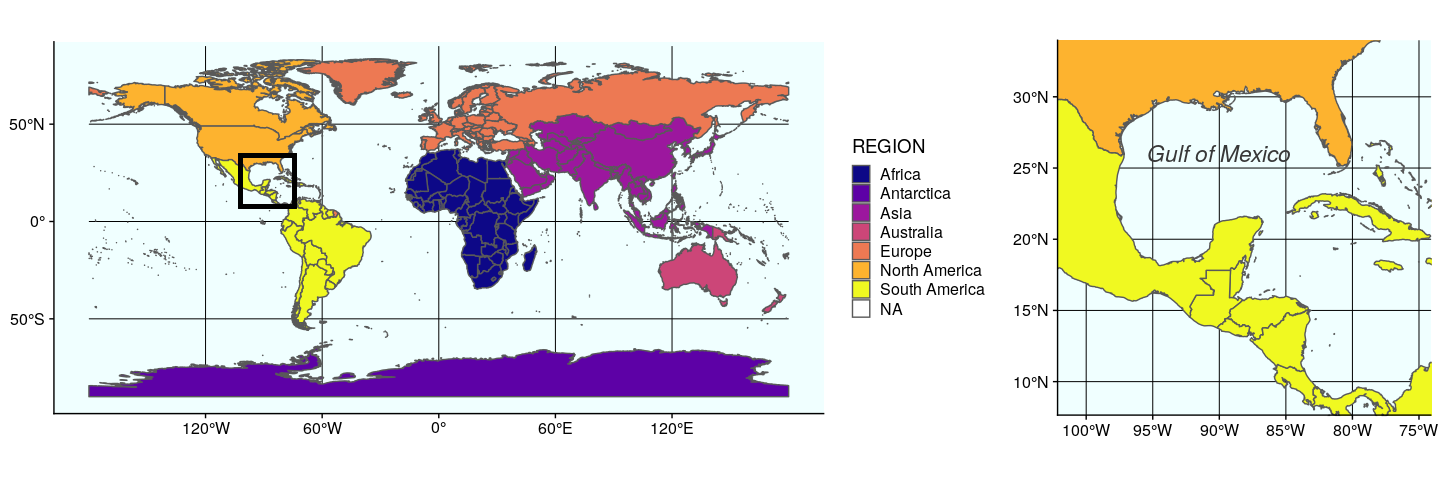 50°N
0°
50°S
120°W
60°W
0°
60°E
120°E
REGION
Africa
Antarctica
Asia
Australia
Europe
North America
South America
NA
30°N
25°N
20°N
15°N
10°N
Gulf of Mexico
100°W
95°W
90°W
85°W
80°W
75°W